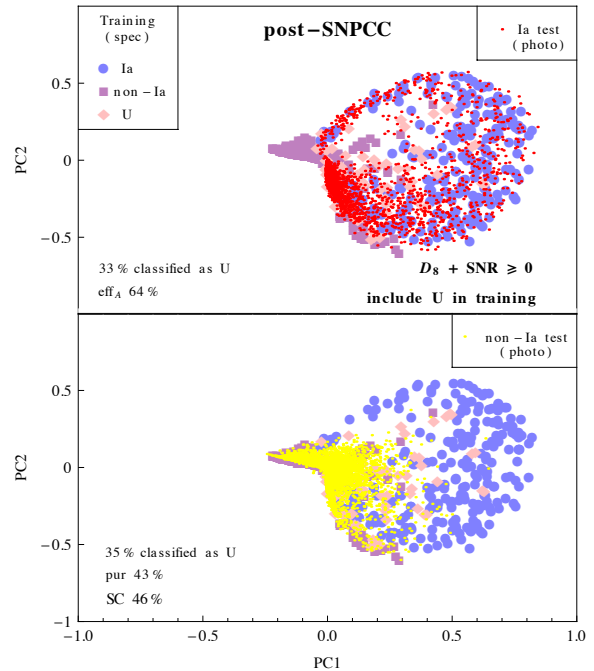 Training
( spec )
Ia
non−Ia
U
post−SNPCC
Ia test
( photo )
PC2
0.5
0
−0.5
33 % classified as U
effA 64 %
D8 + SNR ⩾ 0
include U in training
non−Ia test
( photo )
PC2
0.5
0
−0.5
−1
35 % classified as U
pur 43 %
SC 46 %
−1.0
−0.5
0.0
0.5
1.0
PC1